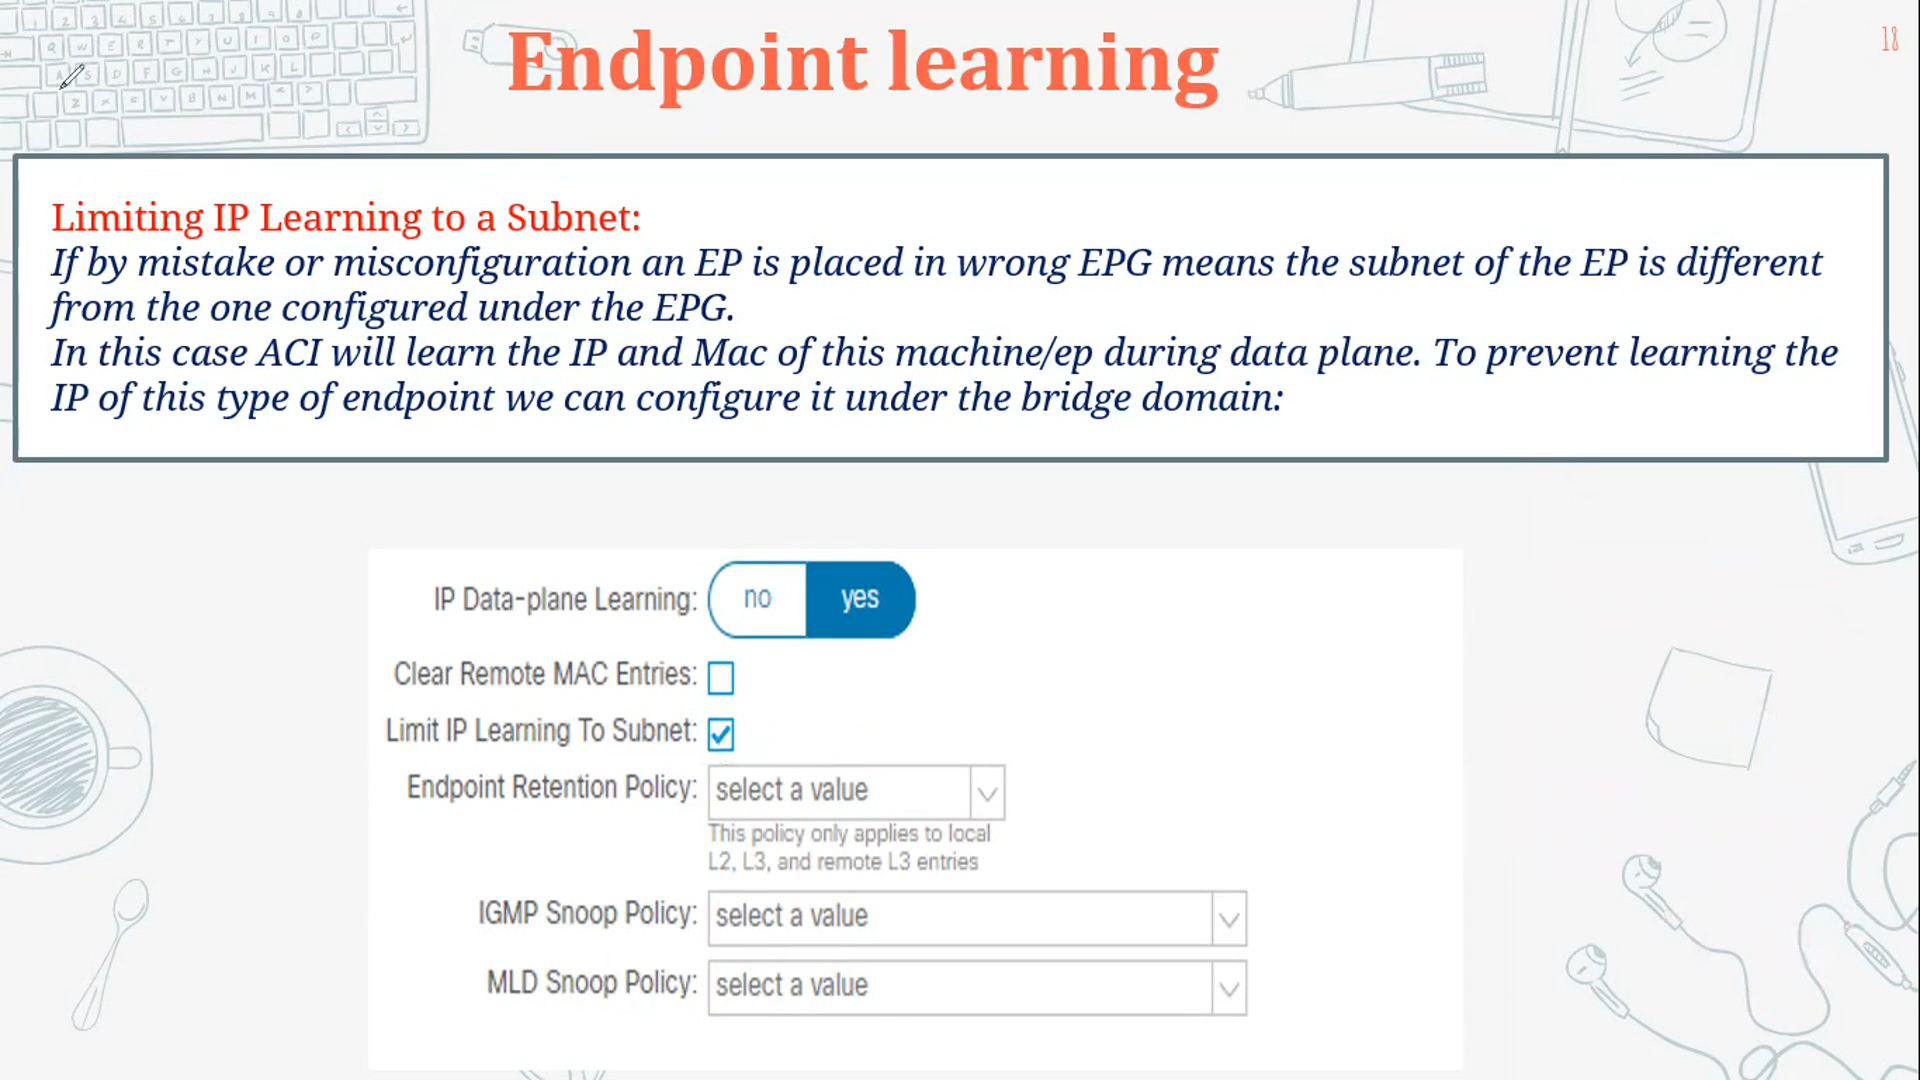 Endpoint learning
18
Limiting IP Learning to a Subnet:
If by mistake or misconfiguration an EP is placed in wrong EPG means the subnet of the EP is different
from the one configured under the EPG.
In this case ACI will learn the IP and Mac of this machine/ep during data plane. To prevent learning the
IP of this type of endpoint we can configure it under the bridge domain:
IP Data-plane Learning: no yes
Clear Remote MAC Entries:
Limit IP Learning To Subnet:
Endpoint Retention Policy: select a value
This policy only applies to local
L2, L3, and remote L3 entries
IGMP Snoop Policy: select a value
MLD Snoop Policy: select a value